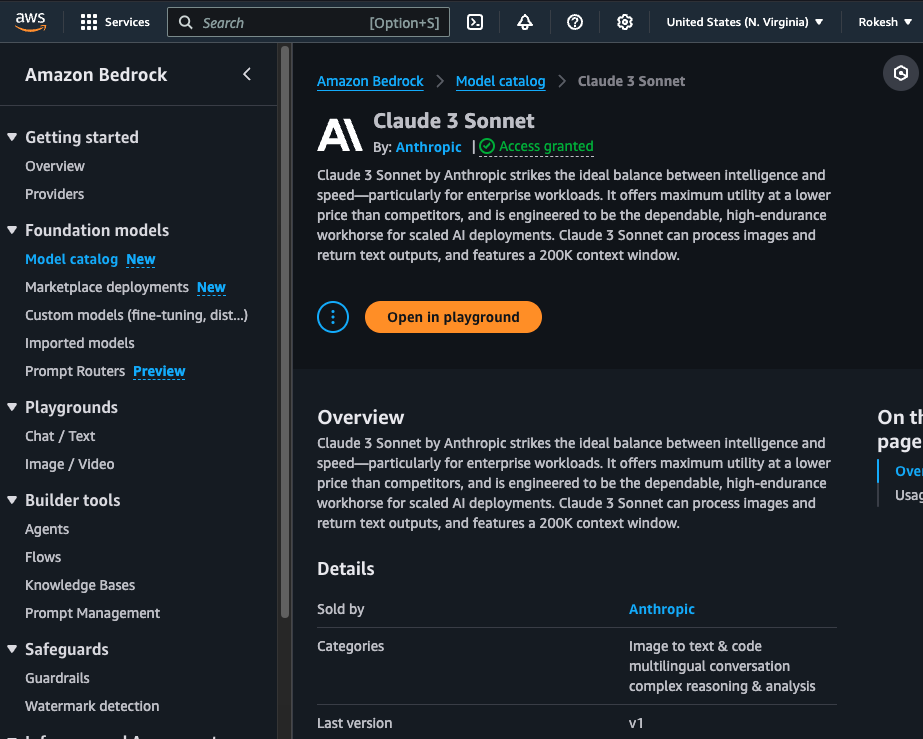 aws
Services
Search [Option+S]
United States (N. Virginia)
Rokesh
Amazon Bedrock
Getting started
Overview
Providers
Foundation models
Model catalog New
Marketplace deployments New
Custom models (fine-tuning, dist...)
Imported models
Prompt Routers Preview
Playgrounds
Chat / Text
Image / Video
Builder tools
Agents
Flows
Knowledge Bases
Prompt Management
Safeguards
Guardrails
Watermark detection
Amazon Bedrock > Model catalog > Claude 3 Sonnet
Claude 3 Sonnet
By: Anthropic | Access granted
Claude 3 Sonnet by Anthropic strikes the ideal balance between intelligence and
speed—particularly for enterprise workloads. It offers maximum utility at a lower
price than competitors, and is engineered to be the dependable, high-endurance
workhorse for scaled AI deployments. Claude 3 Sonnet can process images and
return text outputs, and features a 200K context window.
Open in playground
Overview
Claude 3 Sonnet by Anthropic strikes the ideal balance between intelligence and
speed—particularly for enterprise workloads. It offers maximum utility at a lower
price than competitors, and is engineered to be the dependable, high-endurance
workhorse for scaled AI deployments. Claude 3 Sonnet can process images and
return text outputs, and features a 200K context window.
Details
Sold by Anthropic
Categories Image to text & code
multilingual conversation
complex reasoning & analysis
Last version v1
On th
page
Over
Usag